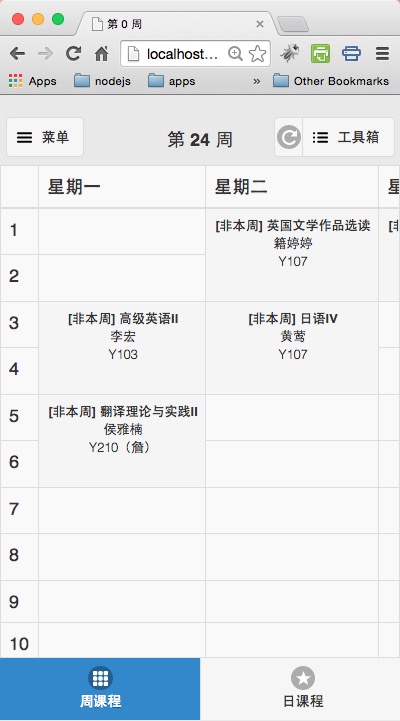 第 0 周
localhost...
Apps
nodejs
apps
»
Other Bookmarks
菜单
第 24 周
工具箱
星期一
星期二
1
[非本周] 英国文学作品选读
籍婷婷
Y107
2
3
[非本周] 高级英语II
李宏
Y103
[非本周] 日语IV
黄莺
Y107
4
5
[非本周] 翻译理论与实践II
侯雅楠
Y210（詹）
6
7
8
9
10
周课程
日课程